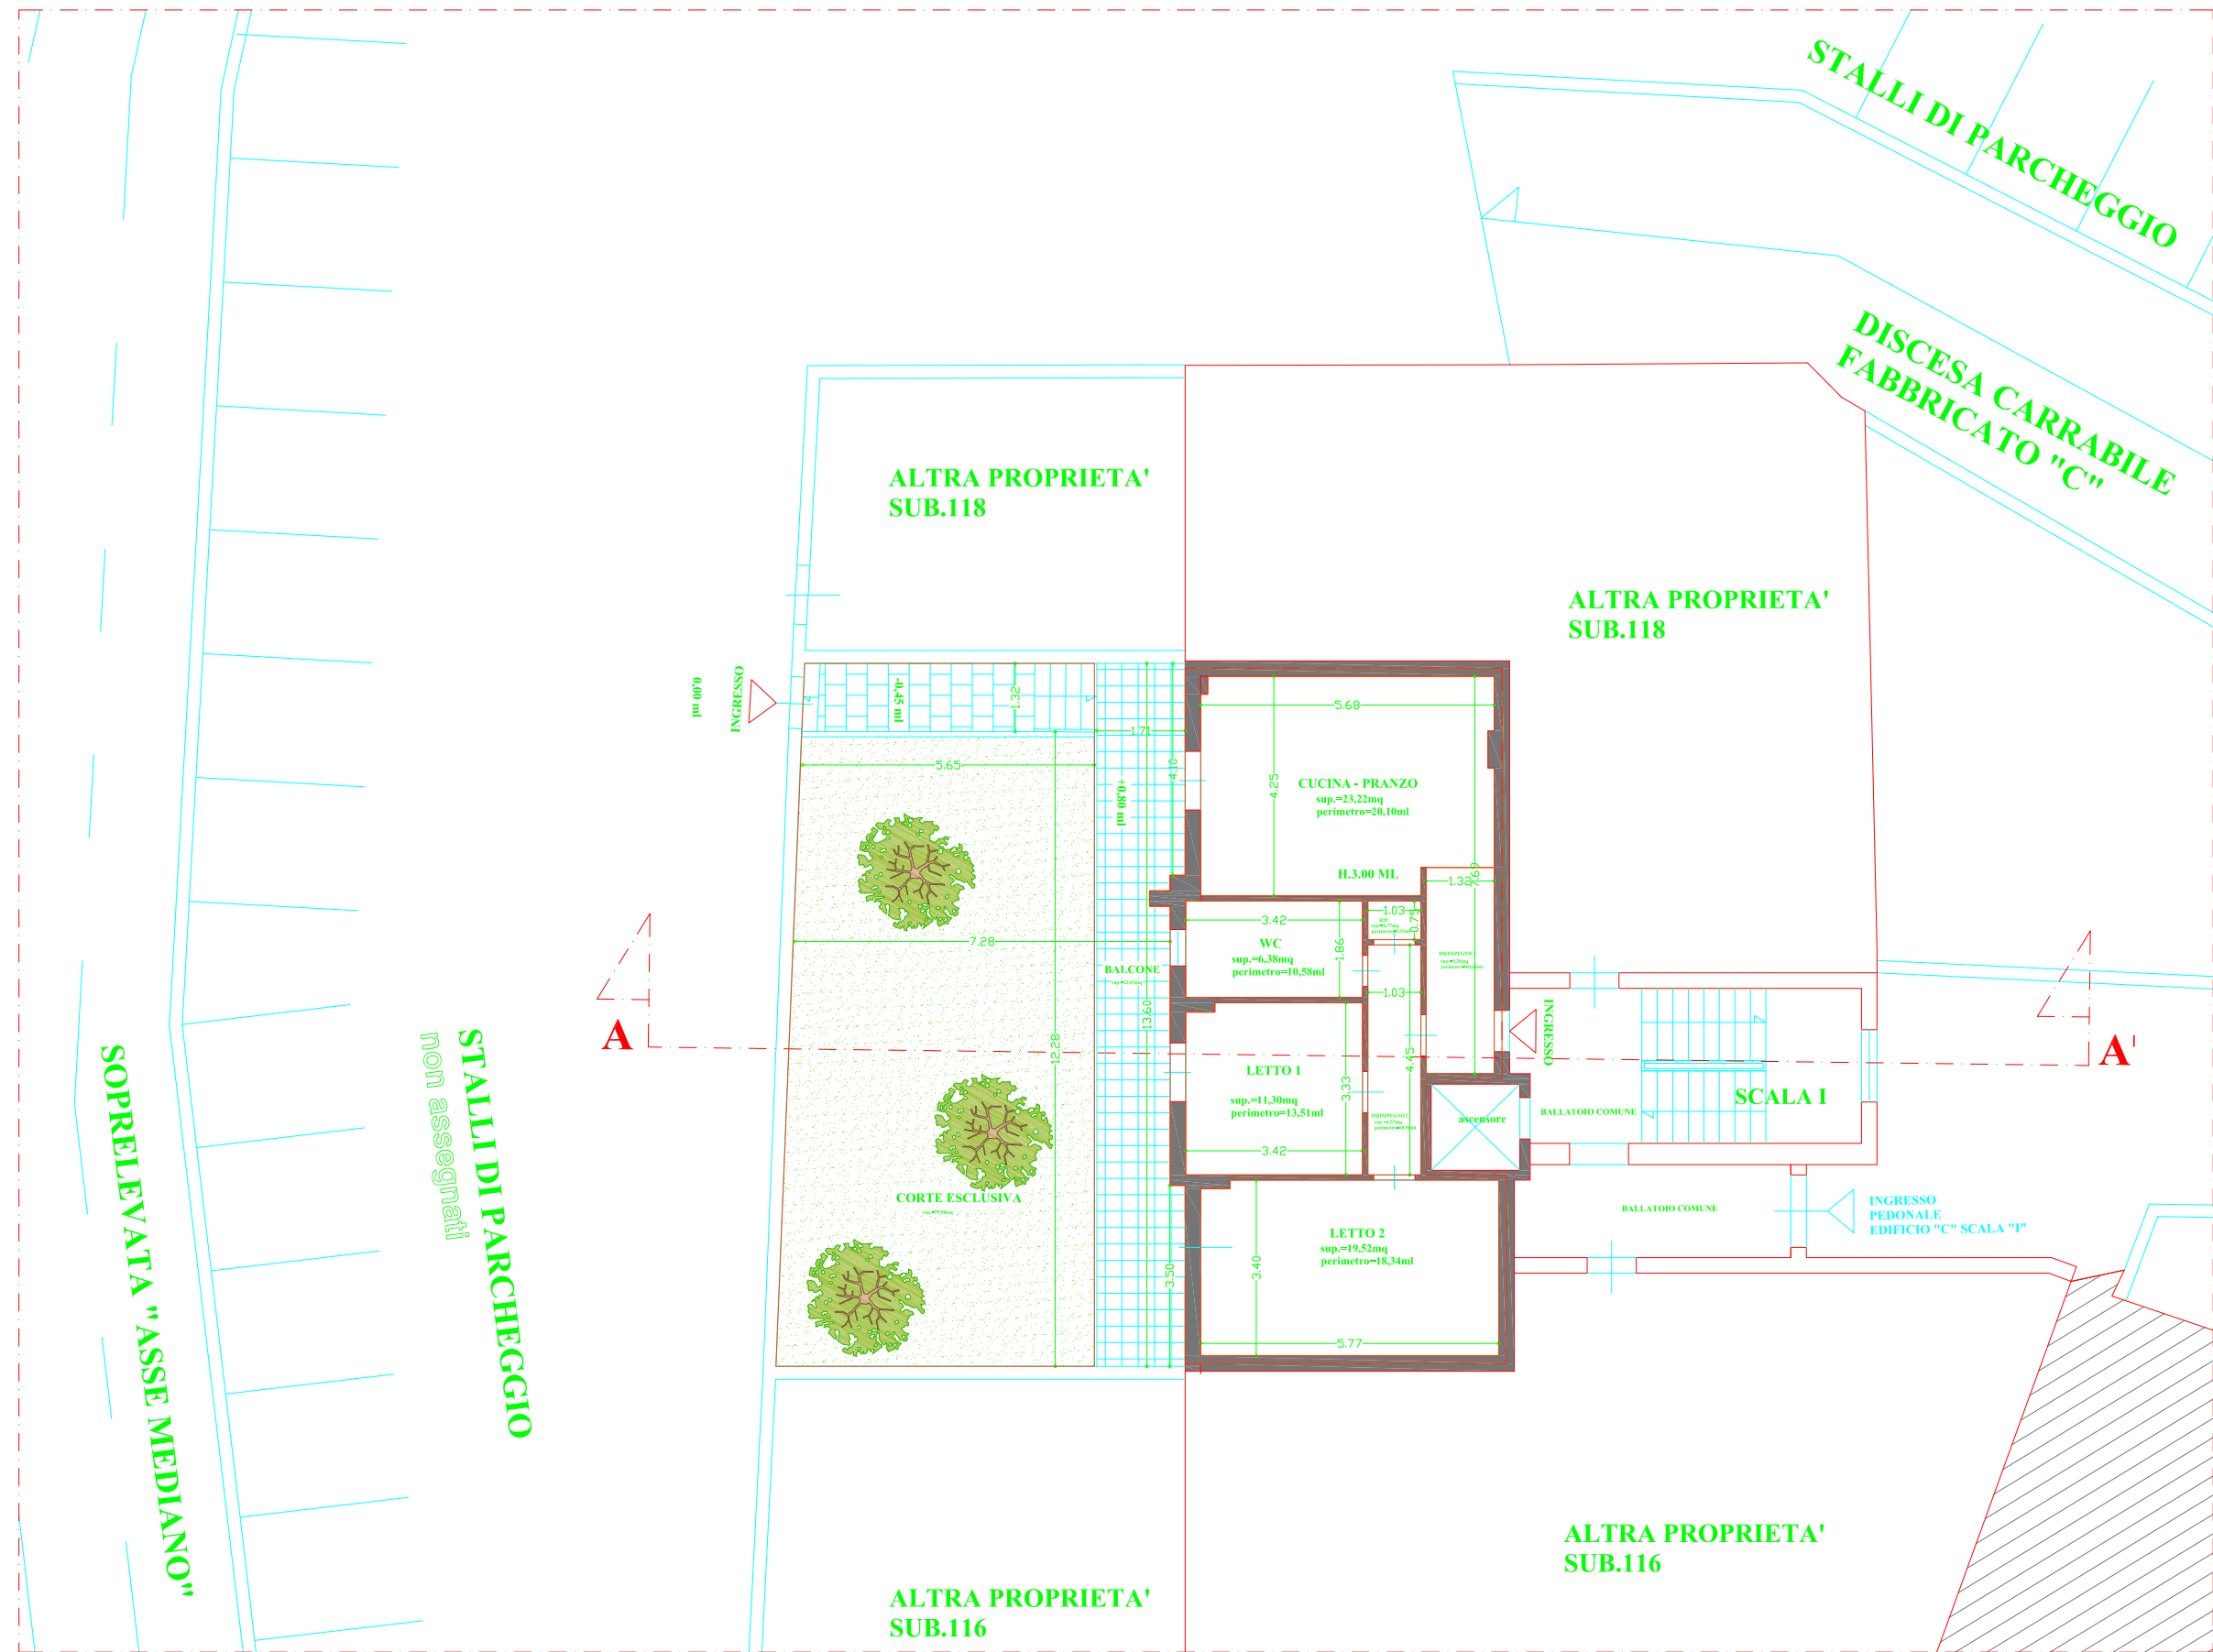 STALLI DI PARCHEGGIO
DISCESA CARRABILE
FABBRICATO "C"
ALTRA PROPRIETA'
SUB.118
ALTRA PROPRIETA'
SUB.118
0,00 ml
INGRESSO
-0,45 ml
1.32
1.71
4.10
5.65
+0,80 ml
5.68
4.25
CUCINA - PRANZO
sup.=23,22mq
perimetro=20,10ml
H.3.00 ML
7.69
1.32
3.42
1.03
0.75
WC
sup.=6,38mq
perimetro=10,58ml
1.86
7.28
BALCONE
1.03
13.60
12.28
INGRESSO
A
A'
LETTO 1
sup.=11,30mq
perimetro=13,51ml
3.33
4.45
3.42
ascensore
BALLATOIO COMUNE
SCALA I
SOPRELEVATA "ASSE MEDIANO"
STALLI DI PARCHEGGIO
non assegnati
CORTE ESCLUSIVA
LETTO 2
sup.=19,52mq
perimetro=18,34ml
3.40
3.50
5.77
BALLATOIO COMUNE
INGRESSO
PEDONALE
EDIFICIO "C" SCALA "I"
ALTRA PROPRIETA'
SUB.116
ALTRA PROPRIETA'
SUB.116